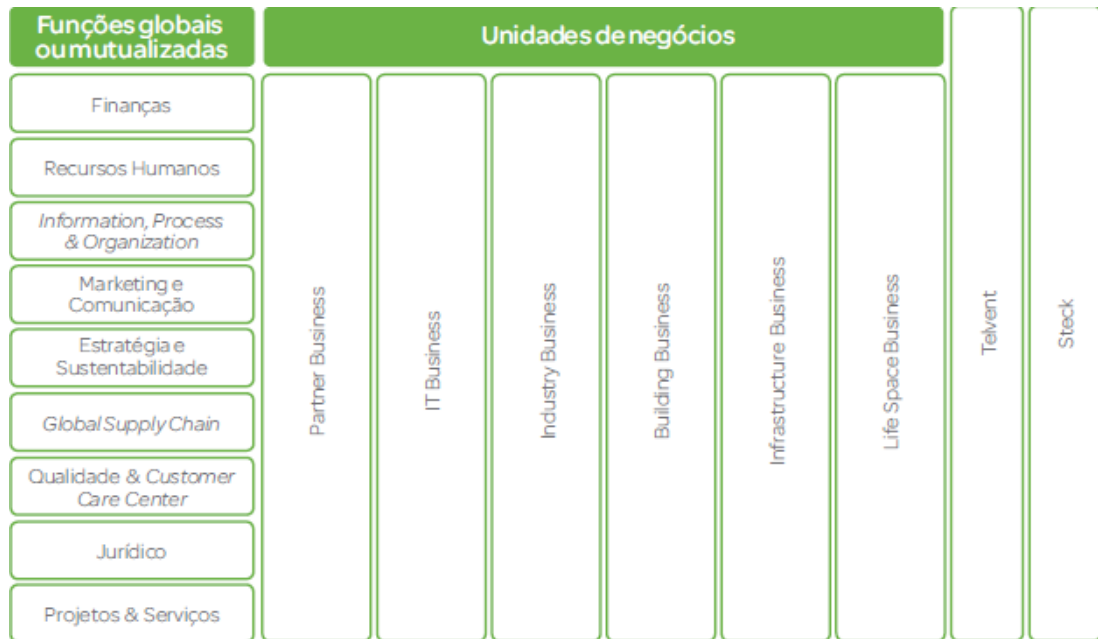 Funções globais
ou mutualizadas
Unidades de negócios
Finanças
Recursos Humanos
Information, Process
& Organization
Marketing e
Comunicação
Estratégia e
Sustentabilidade
Global Supply Chain
Qualidade & Customer
Care Center
Jurídico
Projetos & Serviços
Partner Business
IT Business
Industry Business
Building Business
Infrastructure Business
Life Space Business
Telvent
Steck